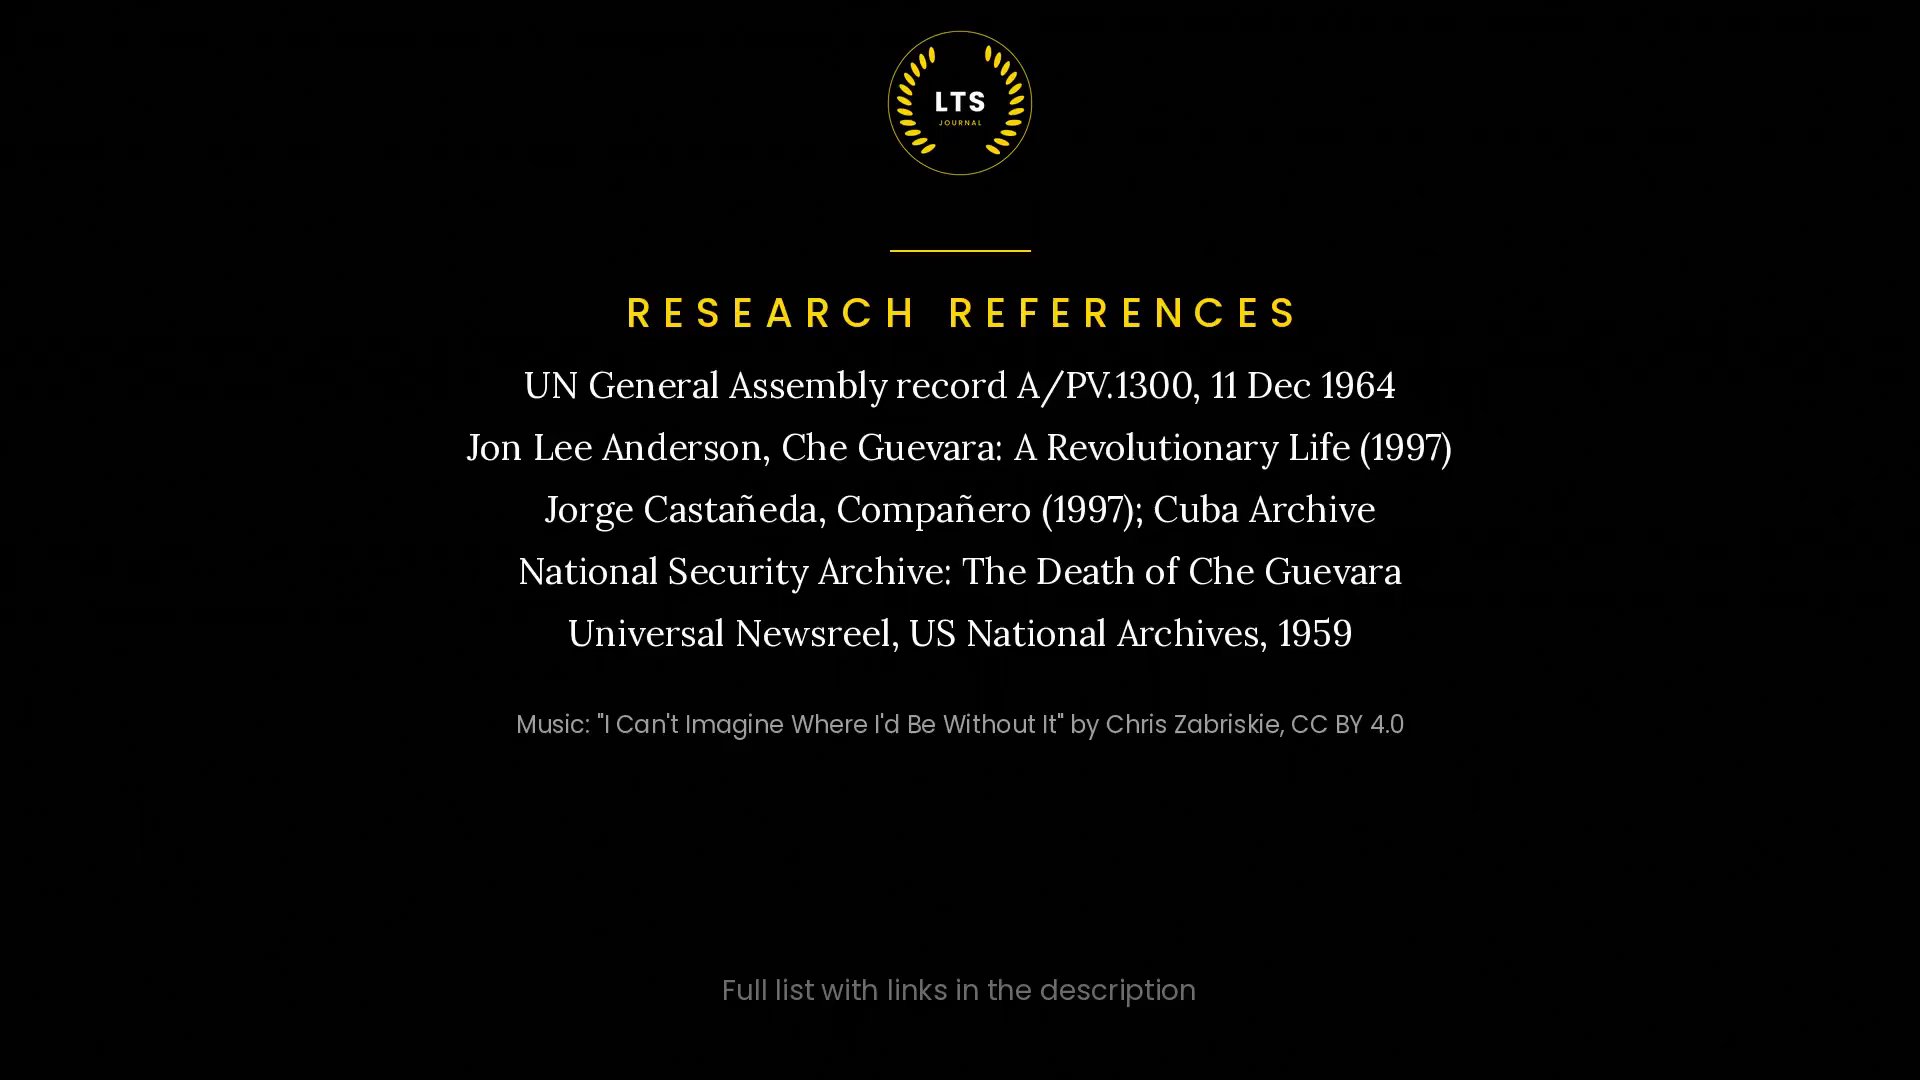 LTS
JOURNAL
RESEARCH REFERENCES
UN General Assembly record A/PV.1300, 11 Dec 1964
Jon Lee Anderson, Che Guevara: A Revolutionary Life (1997)
Jorge Castañeda, Compañero (1997); Cuba Archive
National Security Archive: The Death of Che Guevara
Universal Newsreel, US National Archives, 1959
Music: "I Can't Imagine Where I'd Be Without It" by Chris Zabriskie, CC BY 4.0
Full list with links in the description